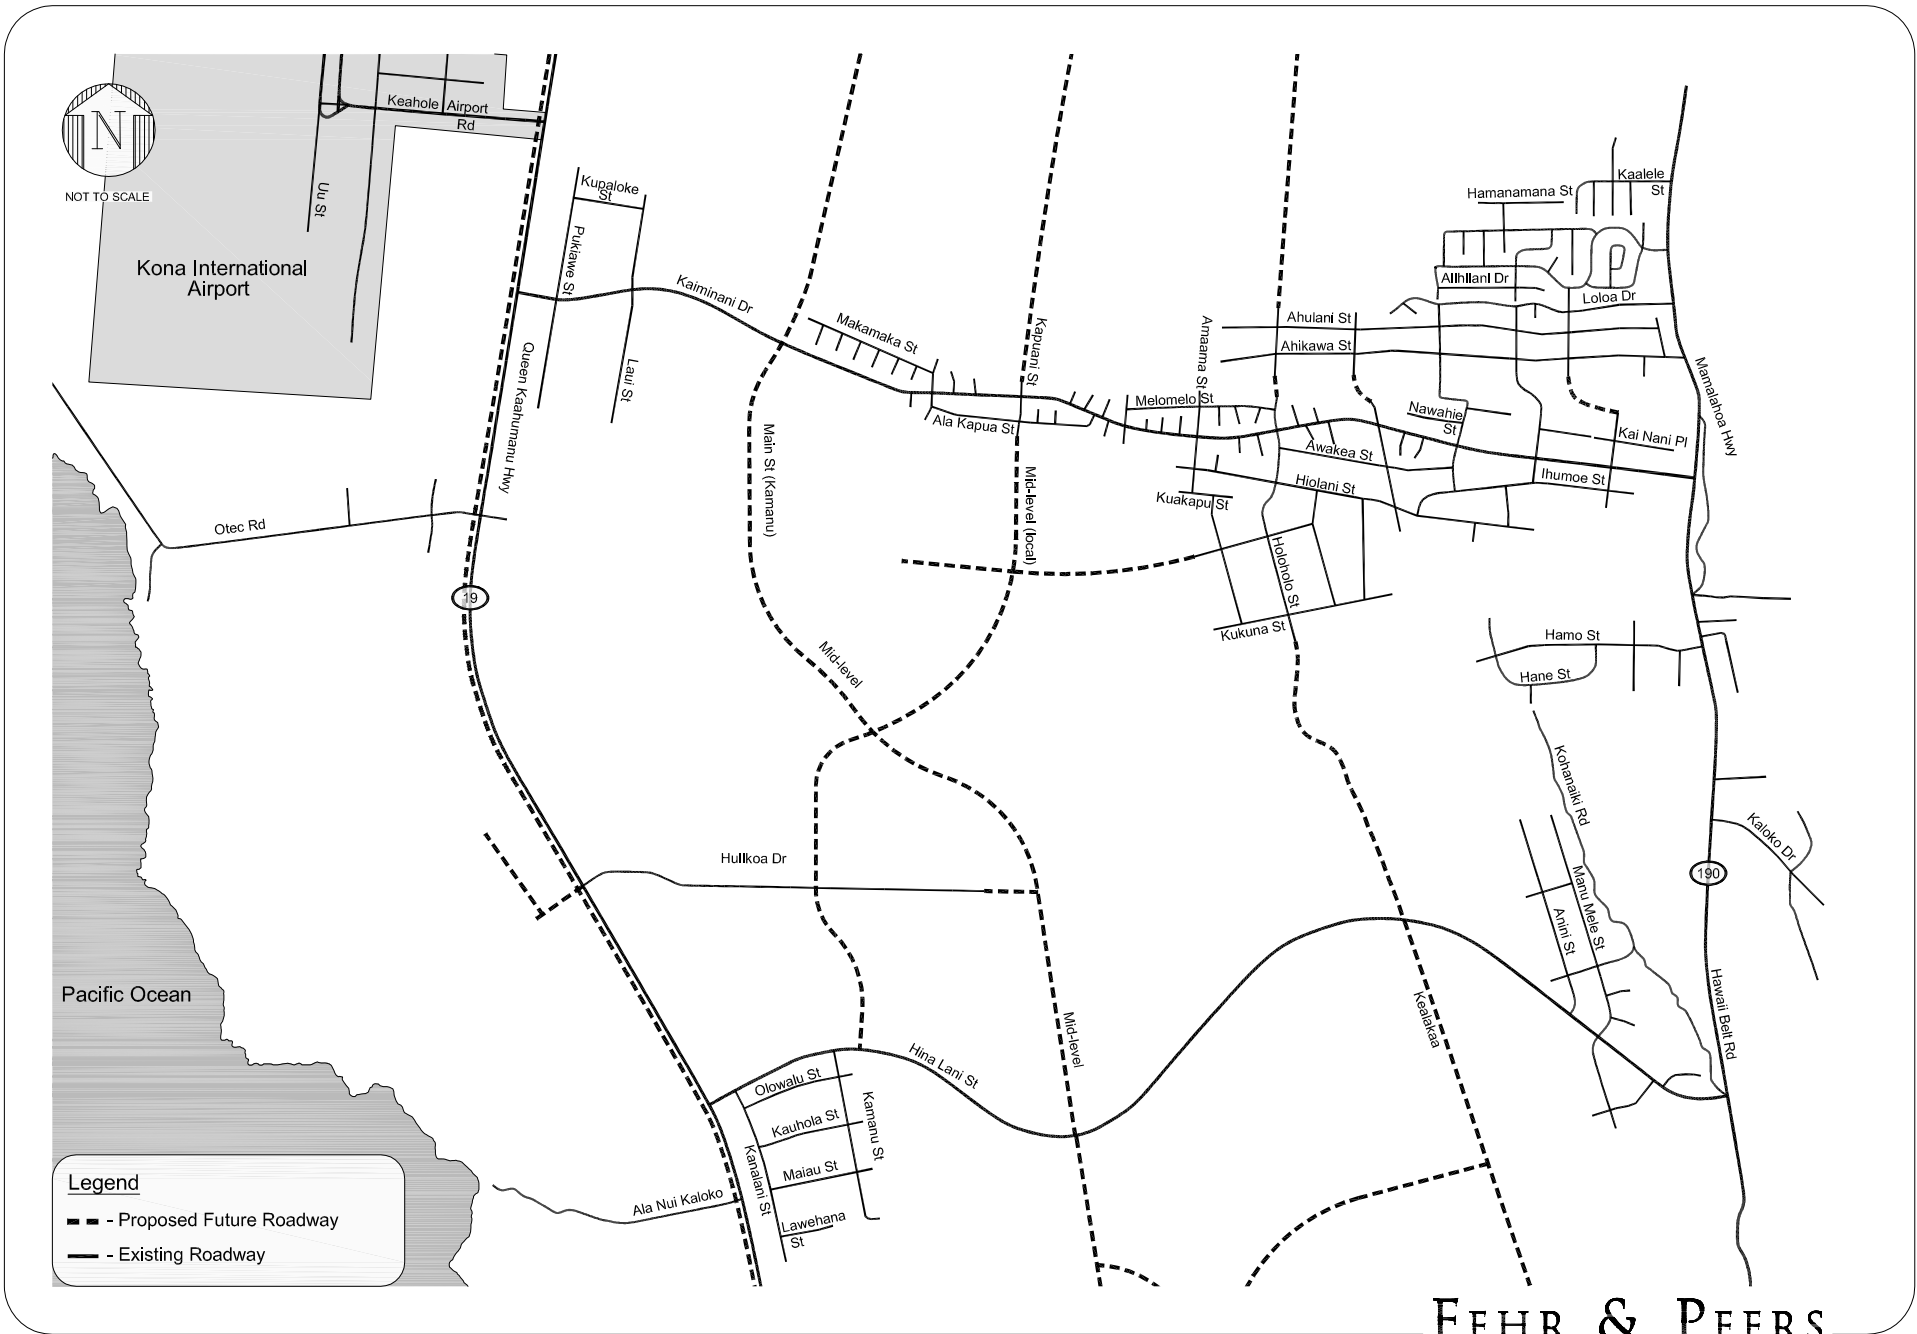 N
NOT TO SCALE
Keahole Airport
Rd
Uu St
Kona International
Airport
Kupaloke
St
Pukiawe St
Laui St
Queen Kaahumanu Hwy
Kaiminani Dr
Makamaka St
Ala Kapua St
Kapuani St
Main St (Kamanu)
Mid-level (local)
Mid-level
Amaama St
Melomelo St
Ahulani St
Ahikawa St
Hamanamana St
Kaalele
St
Alihilani Dr
Loloa Dr
Mamalahoa Hwy
Nawahie
St
Kai Nani Pl
Awakea St
Ihumoe St
Hiolani St
Kuakapu St
Holoholo St
Kukuna St
Otec Rd
19
Hamo St
Hane St
Kohanaiki Rd
Kaloko Dr
190
Manu Mele St
Anini St
Hawaii Belt Rd
Hulikoa Dr
Pacific Ocean
Kealakaa
Mid-level
Hina Lani St
Olowalu St
Kauhola St
Kamanu St
Maiau St
Kanalani St
Lawehana
St
Ala Nui Kaloko
Legend
- Proposed Future Roadway
- Existing Roadway
FEHR & PEERS